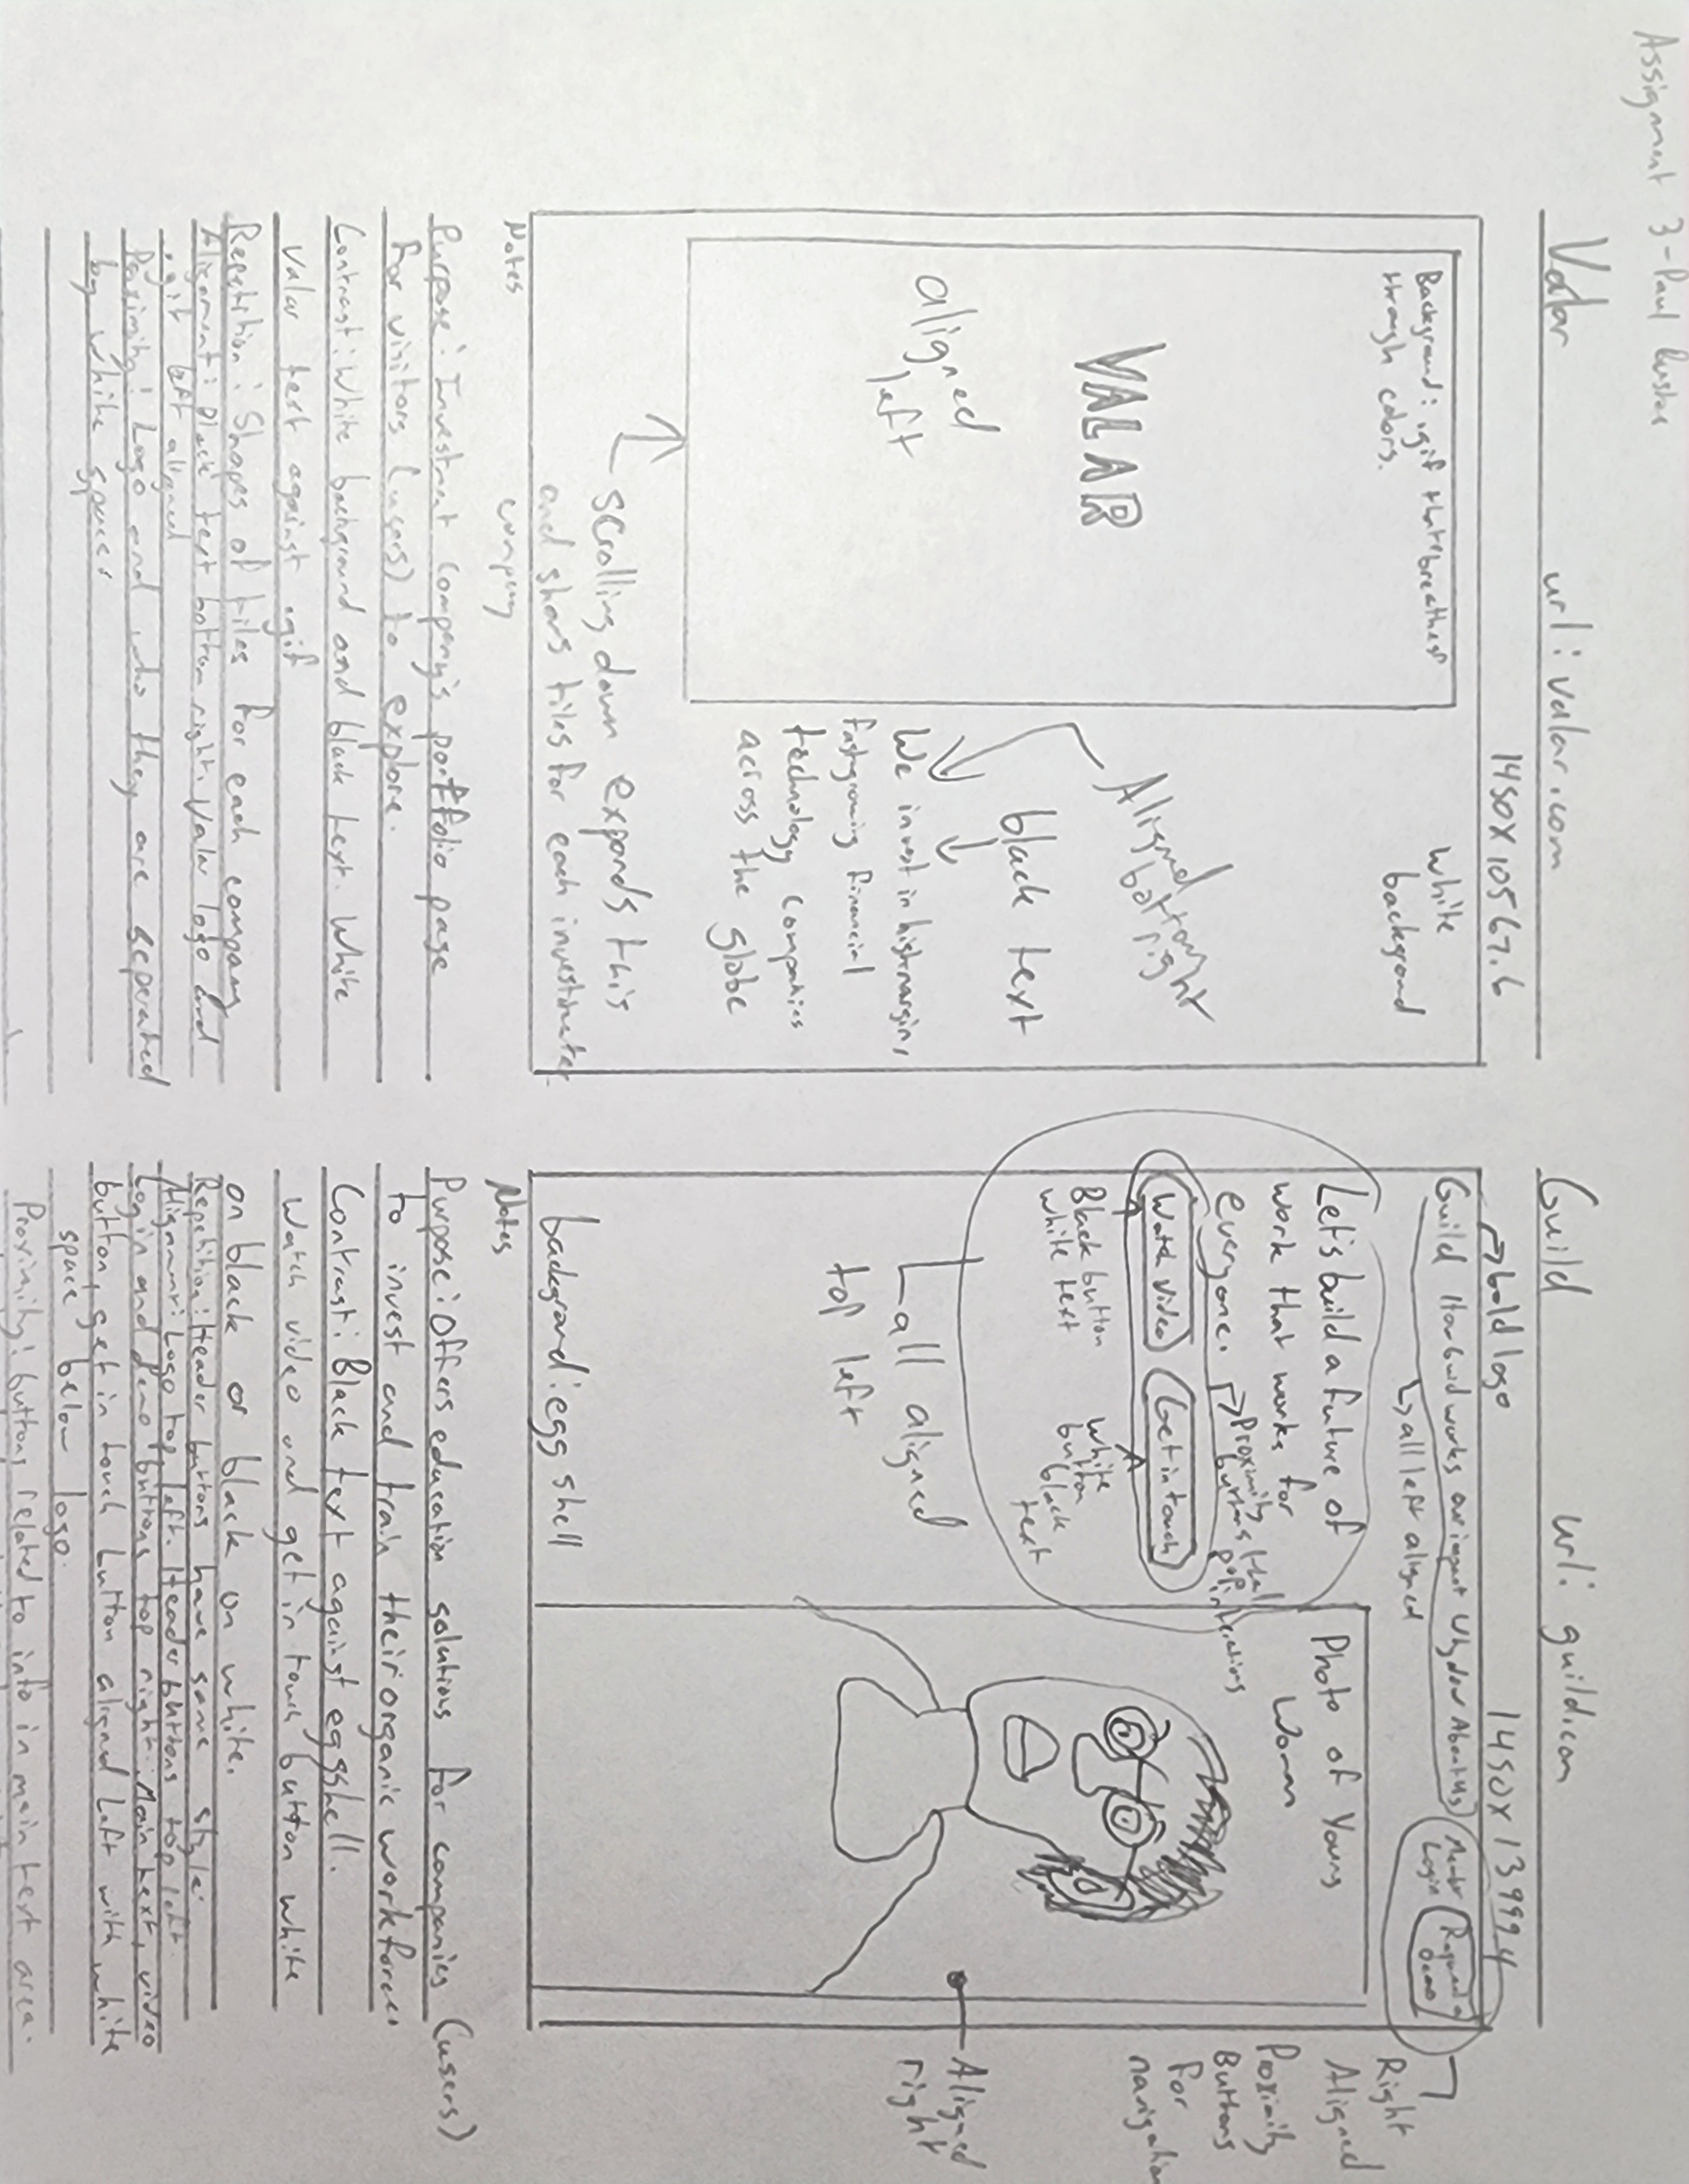 Assignment 3-Paul
Valar url: valar.com
1450x10567.6
Background: .gif that "breathes"
through colors.
white
background
VALAR
Aligned
bottom
right
black text
aligned
left
We invest in high-margin,
fast-growing financial
technology companies
across the globe
scrolling down expands this
and shows tiles for each
company
Notes
Purpose: Investment company's portfolio page
for visitors (users) to explore.
Contrast: White background and black text. White
Valar text against .gif
Repetition: Shapes of tiles for each company
Alignment: Black text bottom right. Valar logo and
.gif left aligned
Proximity: Logo and who they are seperated
by white space.
Guild url: guild.com
bold logo
1450x13999.4
Guild How Guild works Our impact Why Now About Us
Member
Login
Request a
Demo
all left aligned
Right
Aligned
Proximity
Buttons
for
navigation
Let's build a future of
work that works for
everyone.
Proximity
buttons that
pop
interactions
Watch Video Get in touch
Black button
white text
white
button
black
text
Photo of Young
Woman
all aligned
top left
Aligned
right
background: egg shell
Notes
Purpose: Offers education solutions for companies (users)
to invest and train their organic workforce.
Contrast: Black text against eggshell.
Watch video and get in touch button white
on black or black on white.
Repetition: Header buttons have same style.
Alignment: Logo top left. Header buttons top left
Login and demo buttons top right. Main text, video
button, get in touch button aligned left with white
space below logo.
Proximity: buttons related to info in main text area.